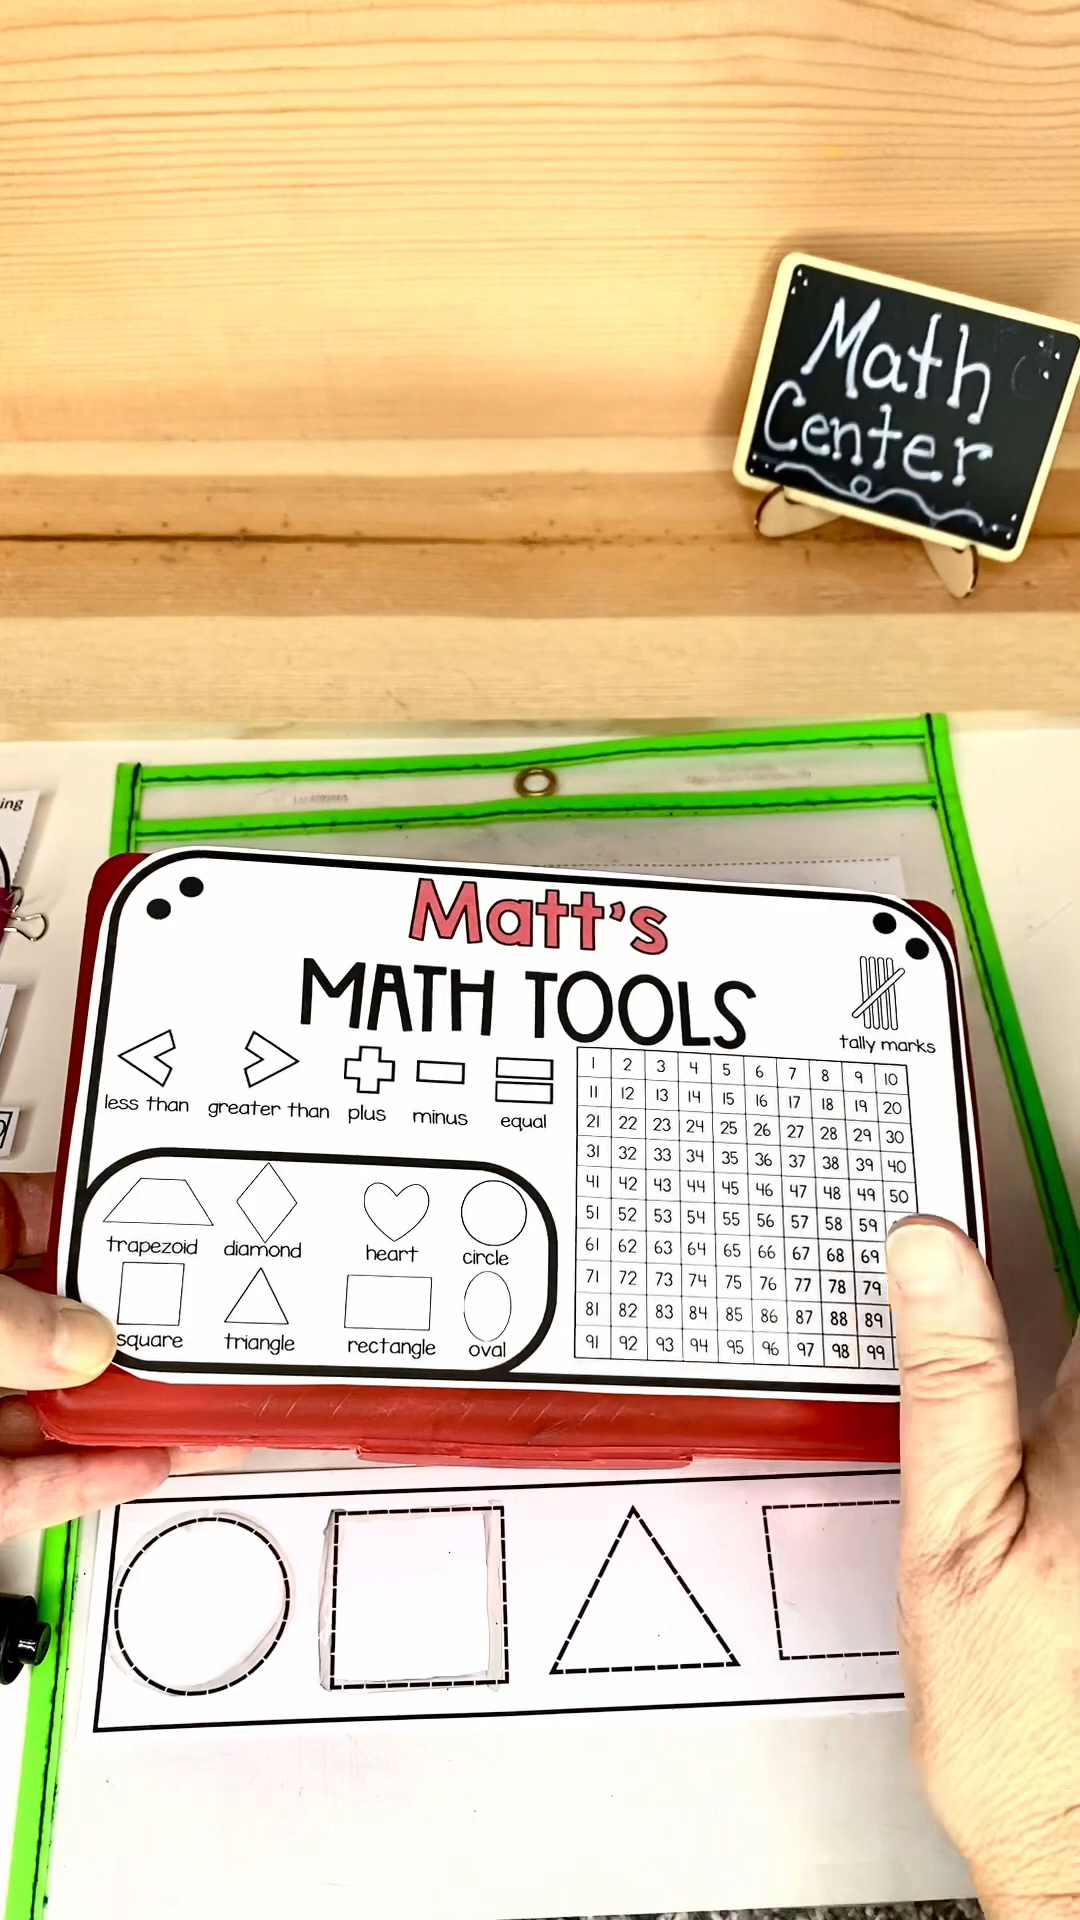 Math
Center
ing
Matt's
MATH TOOLS
tally marks
less than greater than plus minus equal
trapezoid diamond heart circle
square triangle rectangle oval
1 2 3 4 5 6 7 8 9 10
11 12 13 14 15 16 17 18 19 20
21 22 23 24 25 26 27 28 29 30
31 32 33 34 35 36 37 38 39 40
41 42 43 44 45 46 47 48 49 50
51 52 53 54 55 56 57 58 59
61 62 63 64 65 66 67 68 69
71 72 73 74 75 76 77 78 79
81 82 83 84 85 86 87 88 89
91 92 93 94 95 96 97 98 99